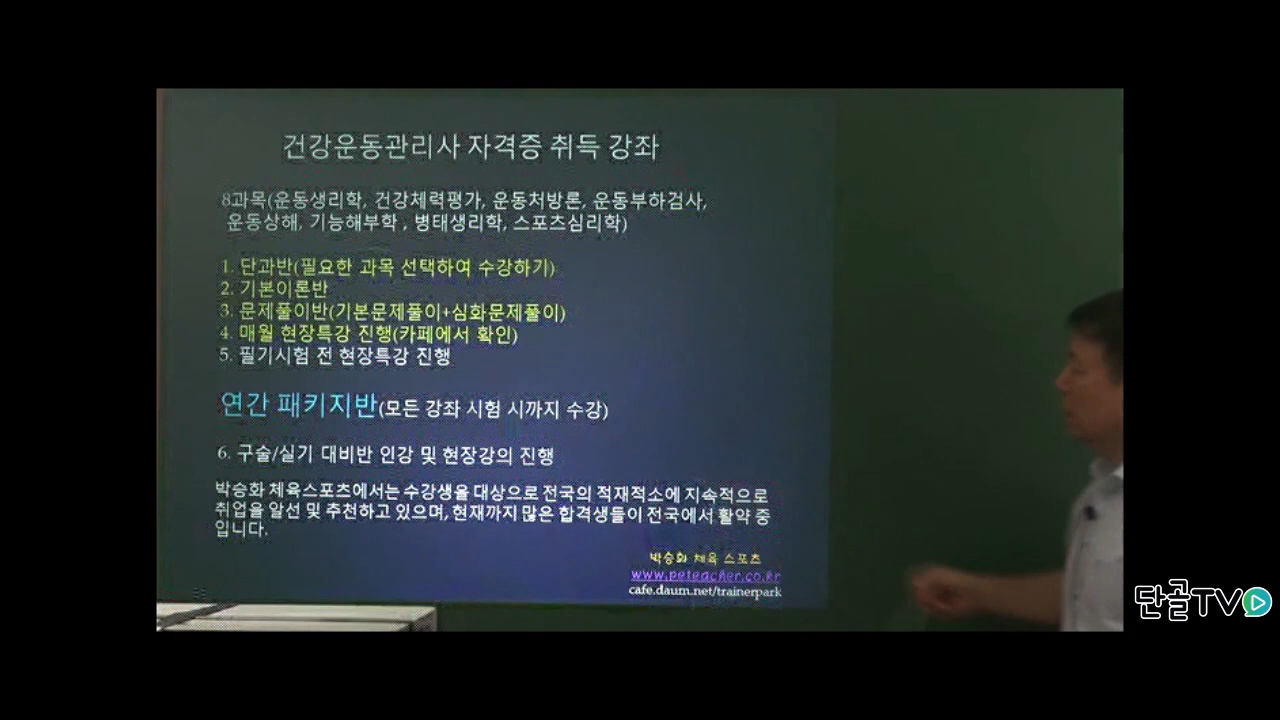 건강운동관리사 자격증 취득 강좌
8과목(운동생리학, 건강체력평가, 운동처방론, 운동부하검사,
운동상해, 기능해부학 , 병태생리학, 스포츠심리학)
1. 단과반(필요한 과목 선택하여 수강하기)
2. 기본이론반
3. 문제풀이반(기본문제풀이+심화문제풀이)
4. 매월 현장특강 진행(카페에서 확인)
5. 필기시험 전 현장특강 진행
연간 패키지반(모든 강좌 시험 시까지 수강)
6. 구술/실기 대비반 인강 및 현장강의 진행
박승화 체육스포츠에서는 수강생을 대상으로 전국의 적재적소에 지속적으로
취업을 알선 및 추천하고 있으며, 현재까지 많은 합격생들이 전국에서 활약 중
입니다.
박승화 체육 스포츠
www.peteacher.co.kr
cafe.daum.net/trainerpark
단골TV